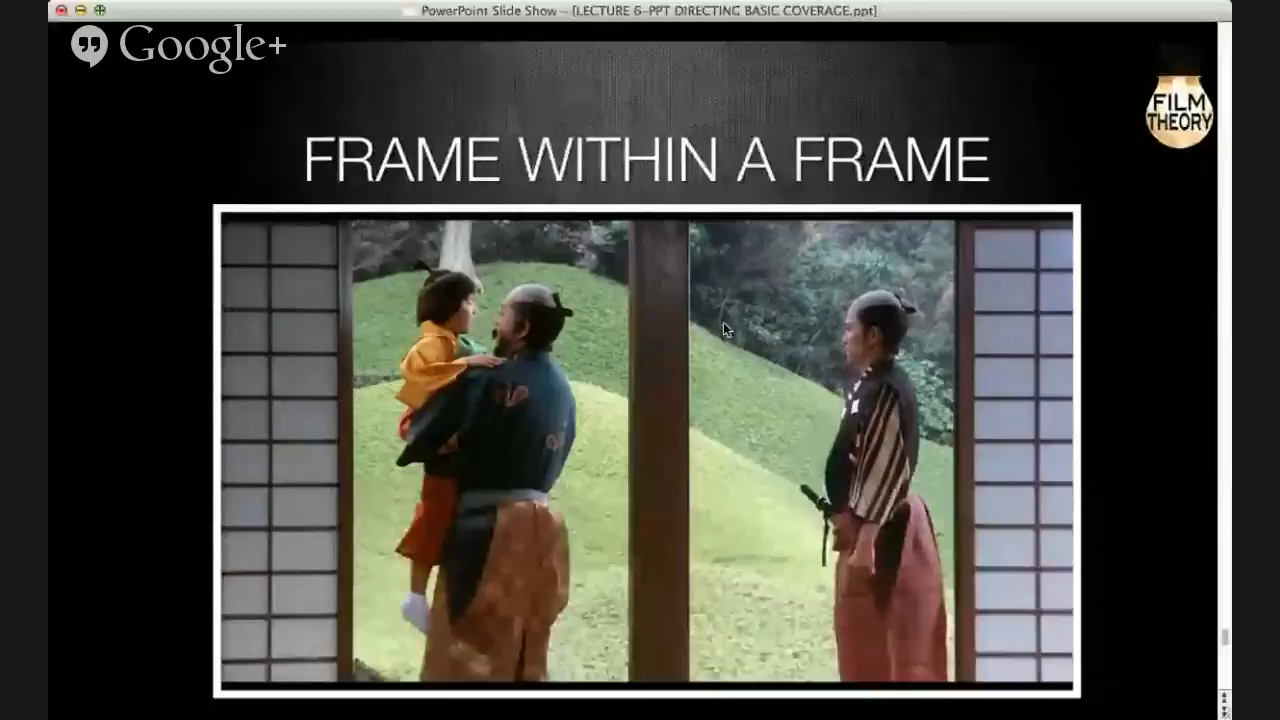 PowerPoint Slide Show – [LECTURE 6–PPT DIRECTING BASIC COVERAGE.ppt]
Google+
FILM
THEORY
FRAME WITHIN A FRAME